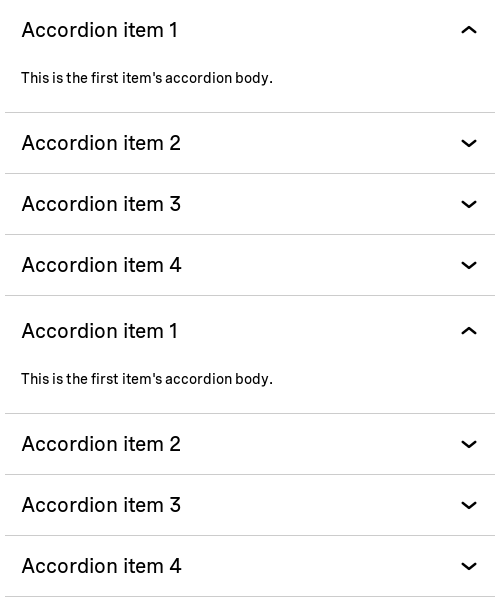 Accordion item 1
This is the first item's accordion body.
Accordion item 2
Accordion item 3
Accordion item 4
Accordion item 1
This is the first item's accordion body.
Accordion item 2
Accordion item 3
Accordion item 4